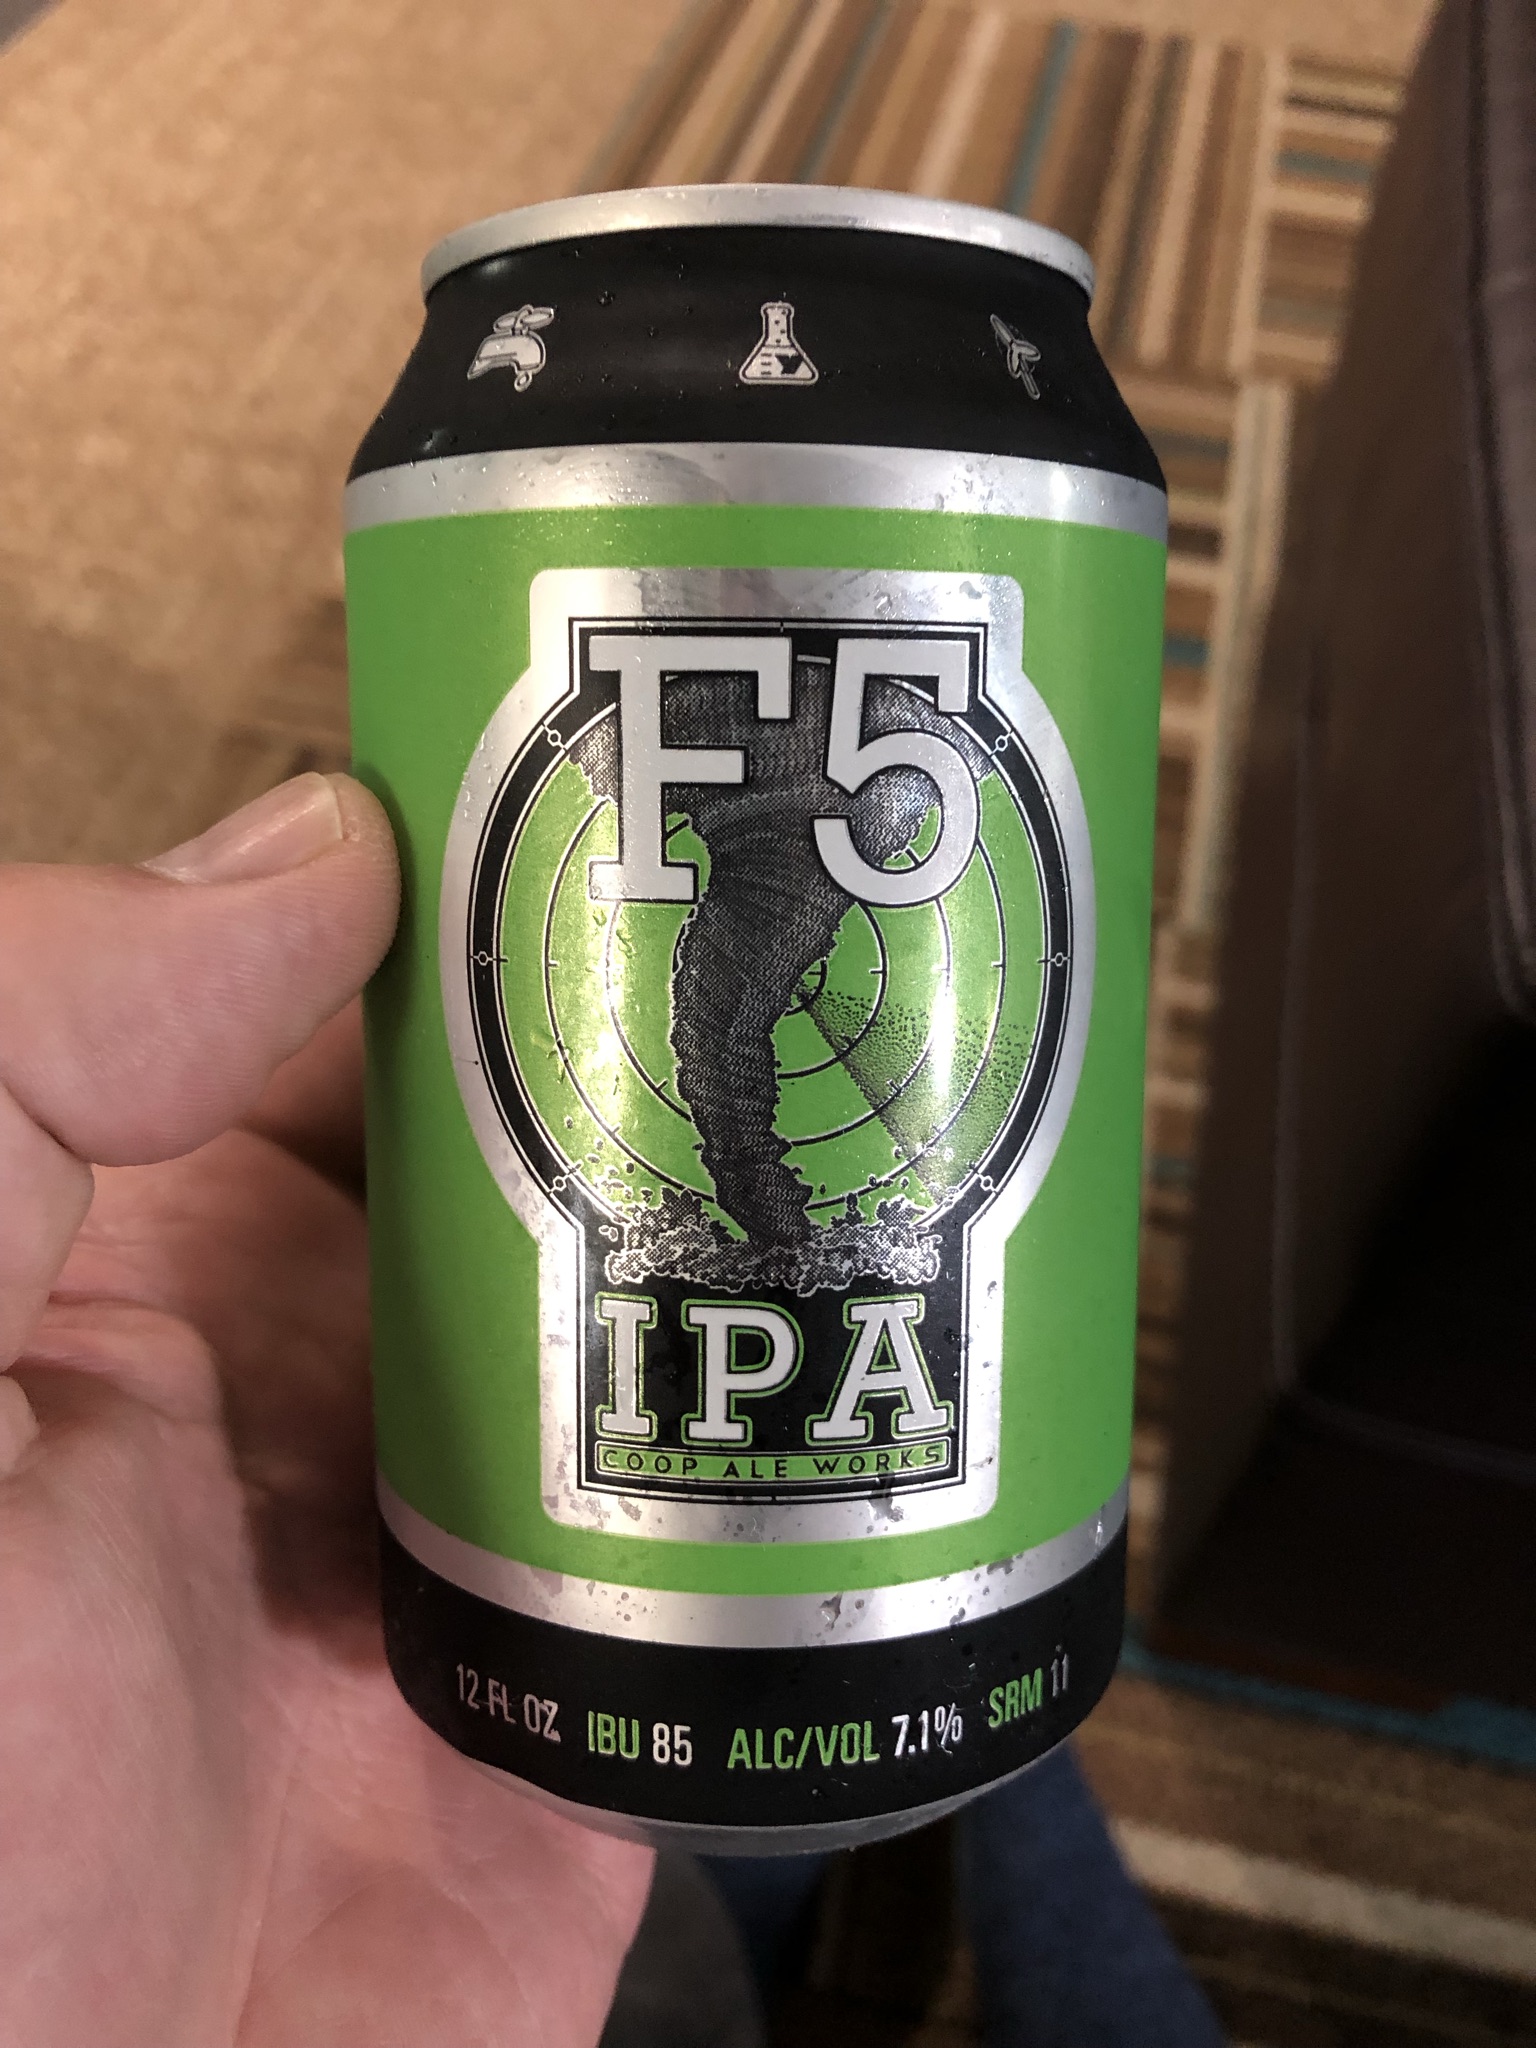 F5
IPA
COOP ALE WORKS
12 FL OZ IBU 85 ALC/VOL 7.1% SRM 11